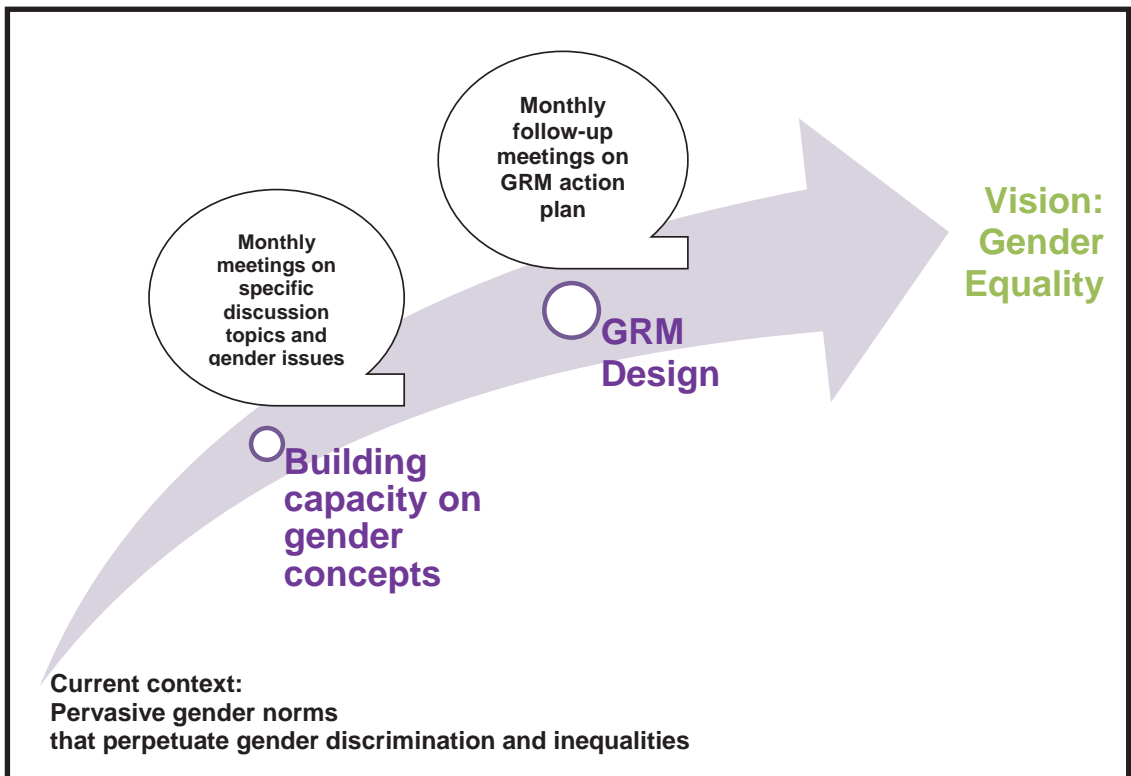 Monthly
follow-up
meetings on
GRM action
plan
Monthly
meetings on
specific
discussion
topics and
gender issues
Vision:
Gender
Equality
GRM
Design
Building
capacity on
gender
concepts
Current context:
Pervasive gender norms
that perpetuate gender discrimination and inequalities